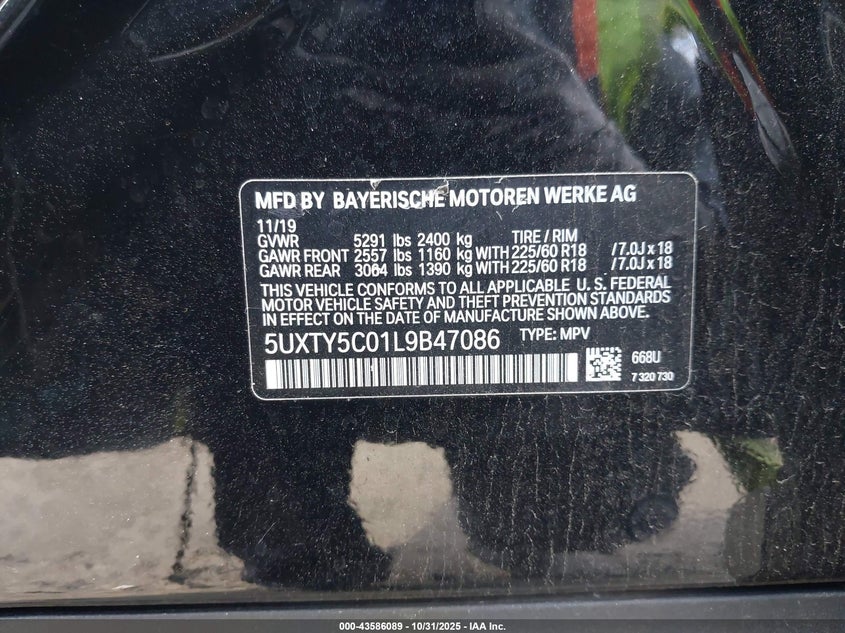 MFD BY BAYERISCHE MOTOREN WERKE AG
11/19
GVWR 5291 lbs 2400 kg TIRE / RIM
GAWR FRONT 2557 lbs 1160 kg WITH 225/60 R18 / 7.0J x 18
GAWR REAR 3064 lbs 1390 kg WITH 225/60 R18 / 7.0J x 18
THIS VEHICLE CONFORMS TO ALL APPLICABLE U. S. FEDERAL
MOTOR VEHICLE SAFETY AND THEFT PREVENTION STANDARDS
IN EFFECT ON THE DATE OF MANUFACTURE SHOWN ABOVE.
5UXTY5C01L9B47086 TYPE: MPV
668U
7 320 730
000-43586089 - 10/31/2025 - IAA Inc.